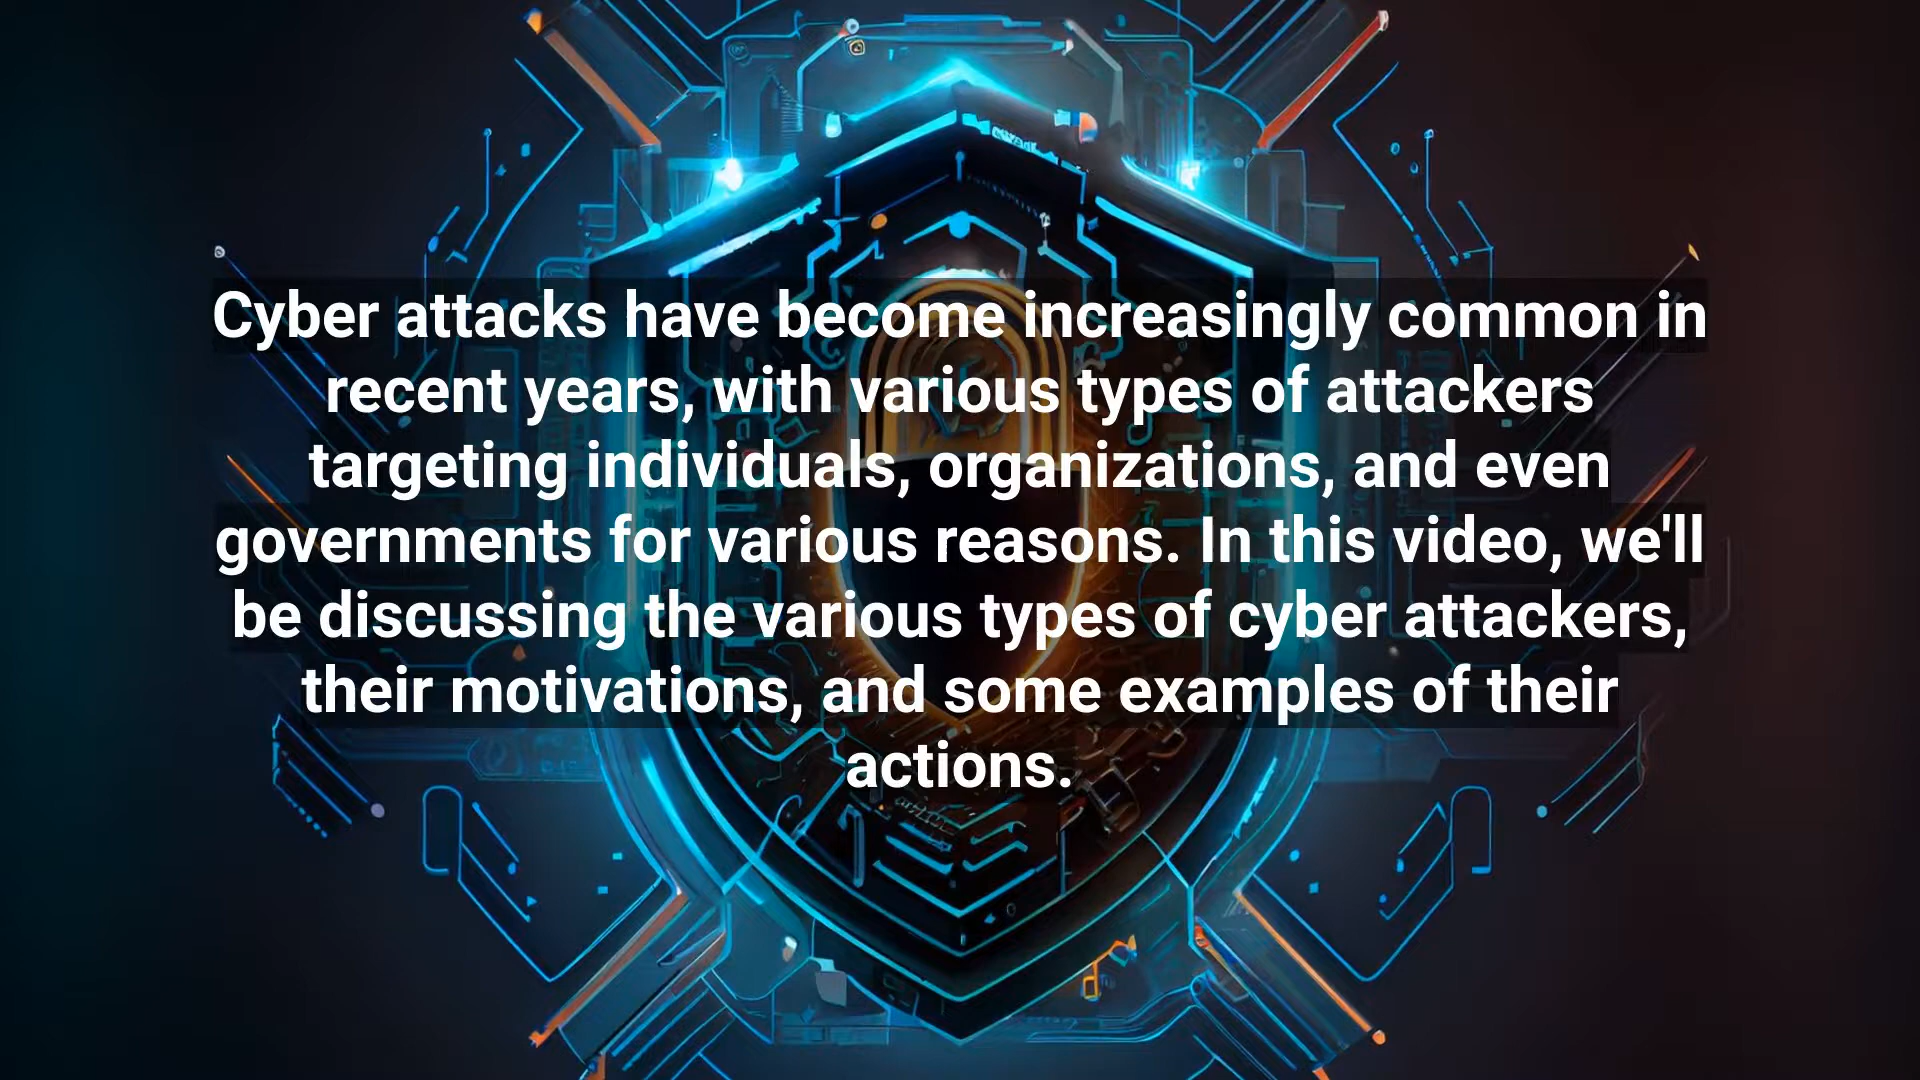 Cyber attacks have become increasingly common in
recent years, with various types of attackers
targeting individuals, organizations, and even
governments for various reasons. In this video, we'll
be discussing the various types of cyber attackers,
their motivations, and some examples of their
actions.